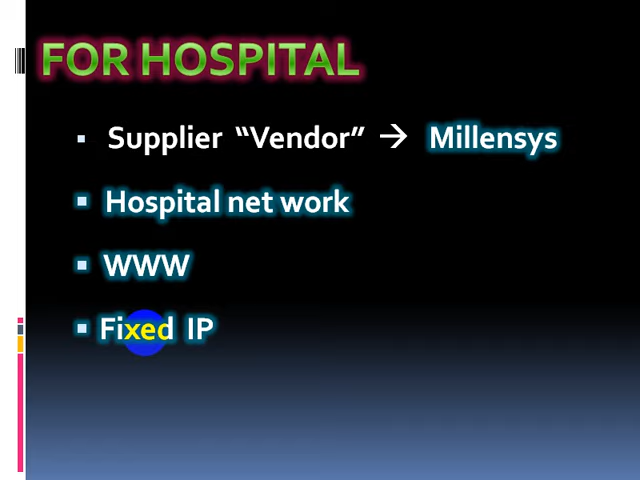 FOR HOSPITAL
▪ Supplier “Vendor” → Millensys
▪ Hospital net work
▪ WWW
▪ Fixed IP